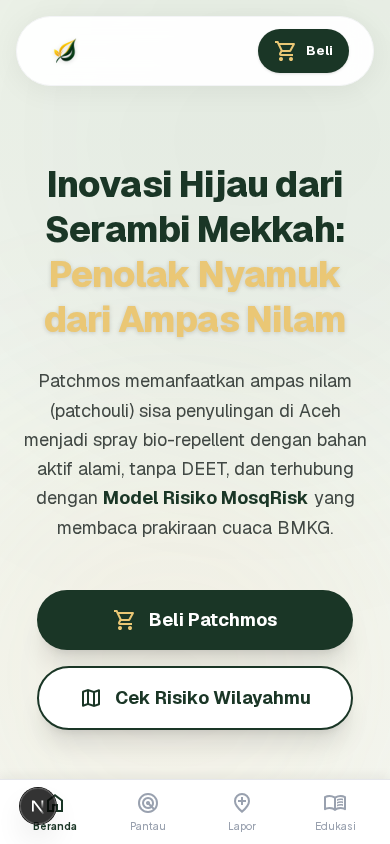 Beli
Inovasi Hijau dari
Serambi Mekkah:
Penolak Nyamuk
dari Ampas Nilam
Patchmos memanfaatkan ampas nilam
(patchouli) sisa penyulingan di Aceh
menjadi spray bio-repellent dengan bahan
aktif alami, tanpa DEET, dan terhubung
dengan Model Risiko MosqRisk yang
membaca prakiraan cuaca BMKG.
Beli Patchmos
Cek Risiko Wilayahmu
N
Beranda
Pantau
Lapor
Edukasi